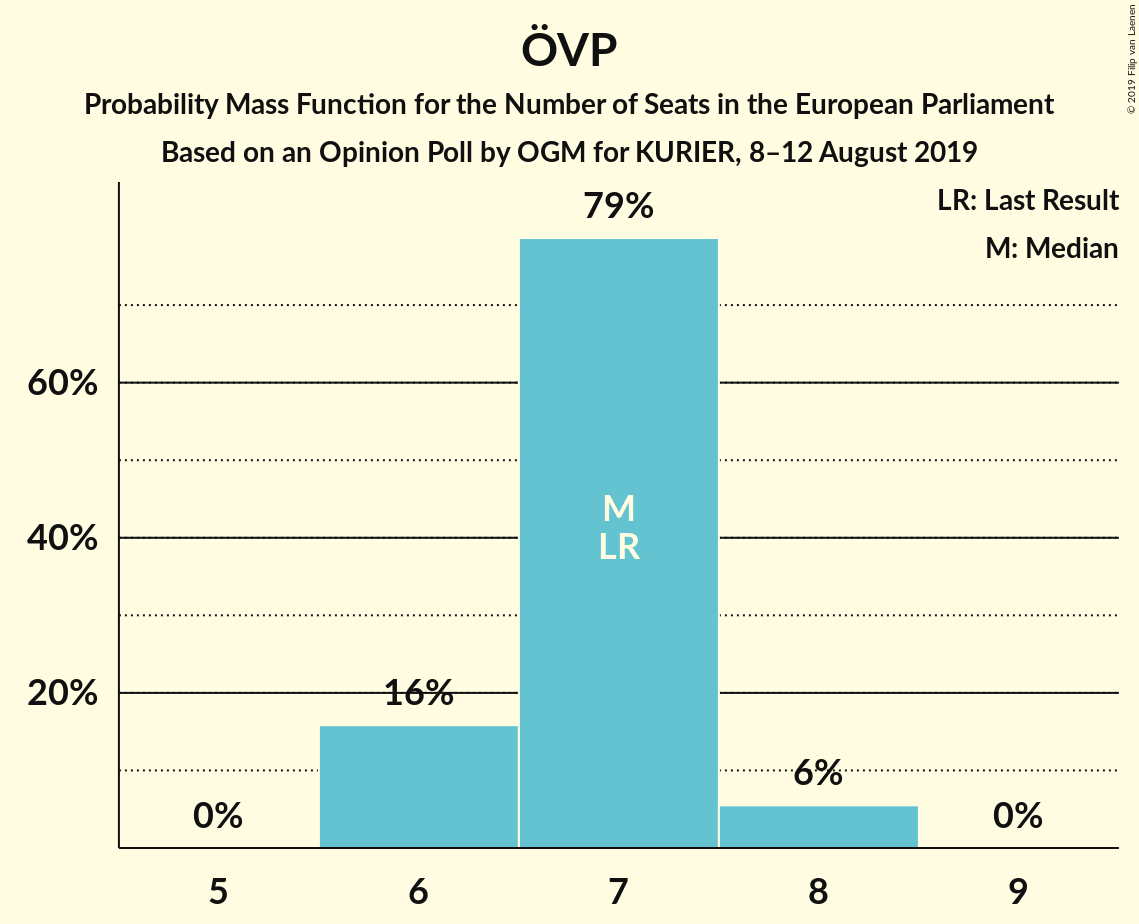 ÖVP
Probability Mass Function for the Number of Seats in the European Parliament
Based on an Opinion Poll by OGM for KURIER, 8–12 August 2019
© 2019 Filip van Laenen
LR: Last Result
M: Median
79%
60%
40%
20%
M
LR
16%
6%
0%
0%
5
6
7
8
9